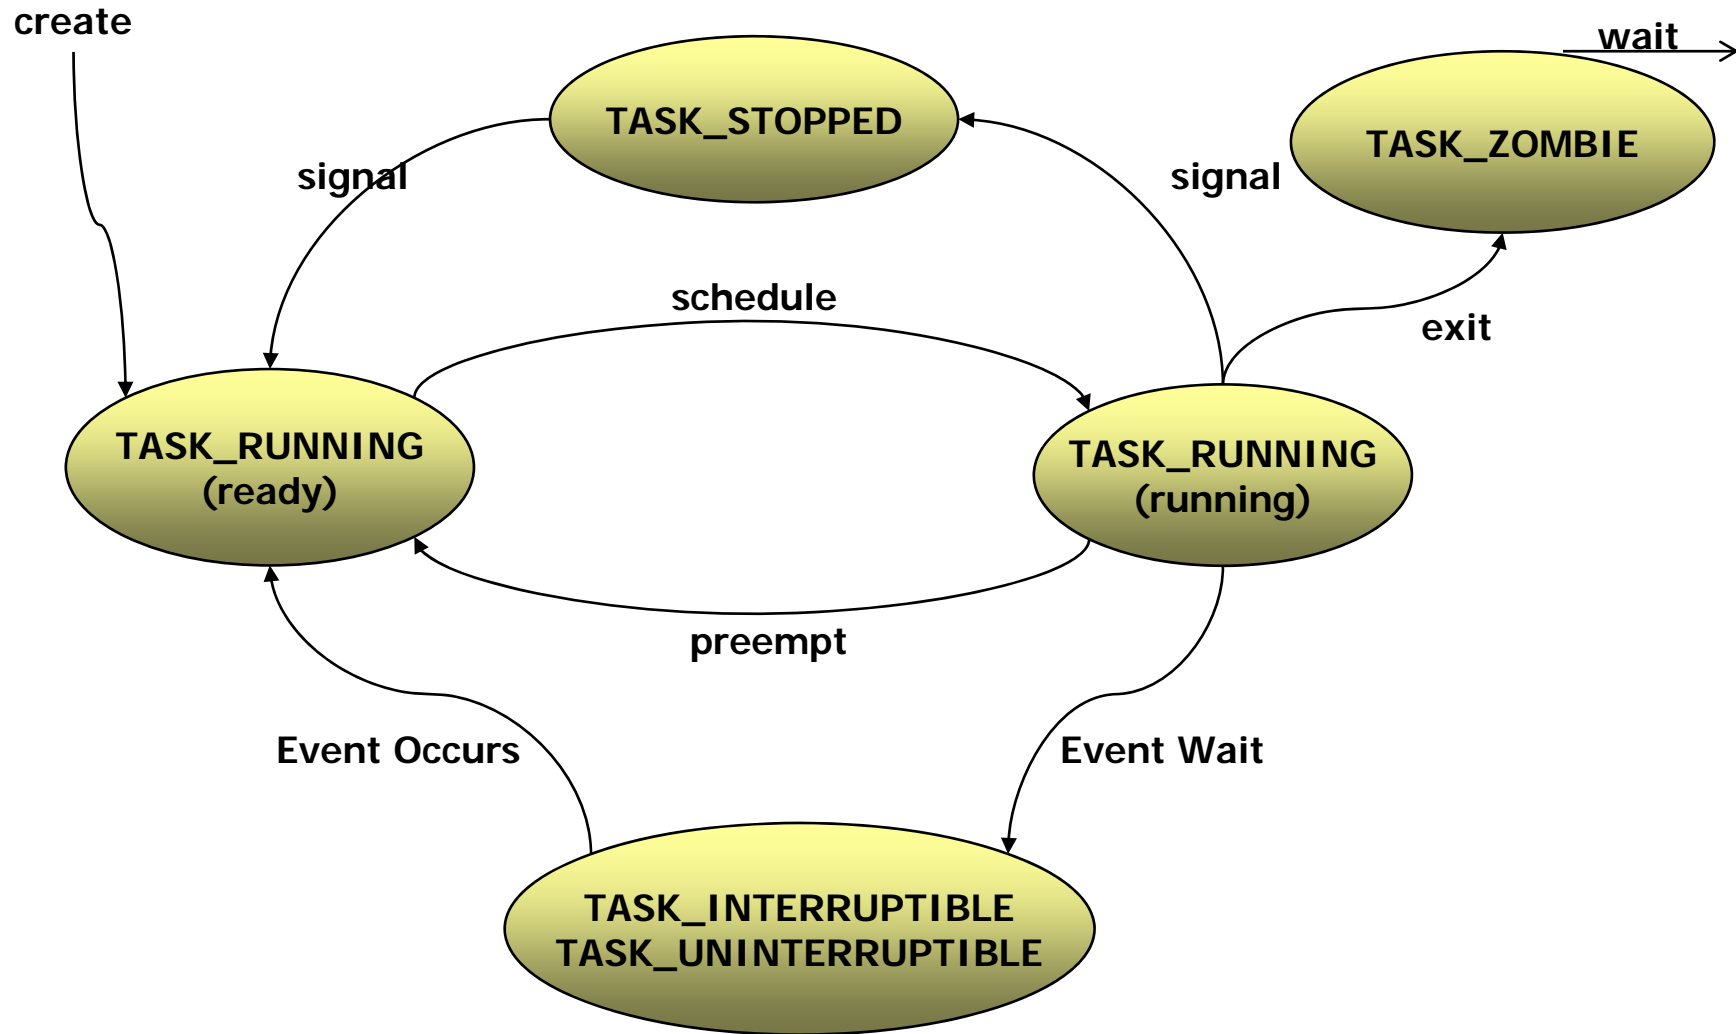 create
wait
TASK_STOPPED
TASK_ZOMBIE
signal
signal
schedule
exit
TASK_RUNNING
(ready)
TASK_RUNNING
(running)
preempt
Event Occurs
Event Wait
TASK_INTERRUPTIBLE
TASK_UNINTERRUPTIBLE